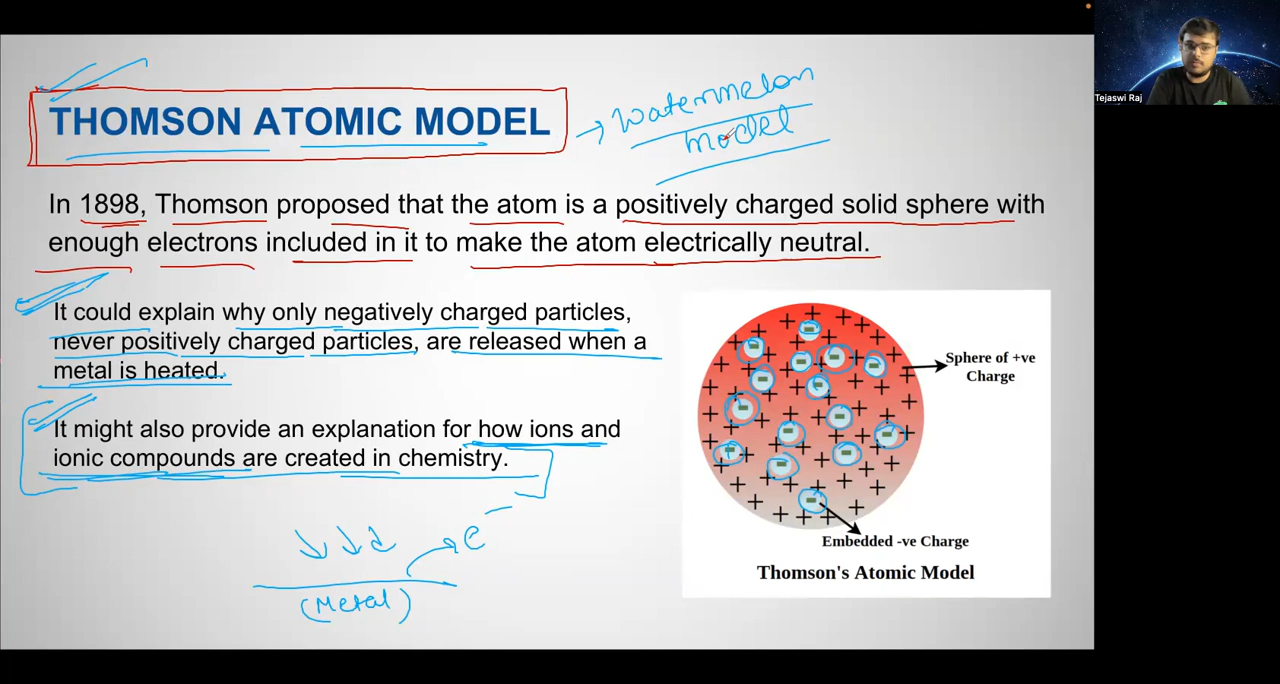 Tejaswi Raj
THOMSON ATOMIC MODEL
→ Watermelon
model
In 1898, Thomson proposed that the atom is a positively charged solid sphere with
enough electrons included in it to make the atom electrically neutral.
It could explain why only negatively charged particles,
never positively charged particles, are released when a
metal is heated.
It might also provide an explanation for how ions and
ionic compounds are created in chemistry.
e⁻
(Metal)
Sphere of +ve
Charge
Embedded -ve Charge
Thomson's Atomic Model